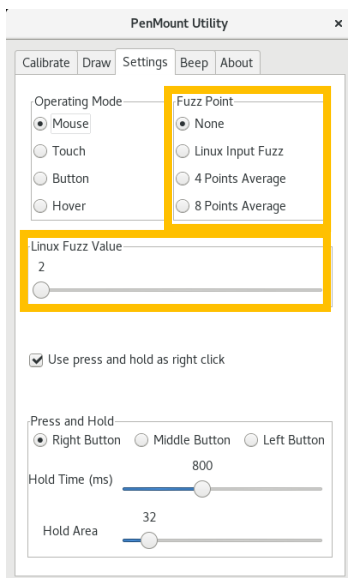 PenMount Utility ×
Calibrate Draw Settings Beep About
Operating Mode Fuzz Point
Mouse None
Touch Linux Input Fuzz
Button 4 Points Average
Hover 8 Points Average
Linux Fuzz Value
2
Use press and hold as right click
Press and Hold
Right Button Middle Button Left Button
800
Hold Time (ms)
32
Hold Area